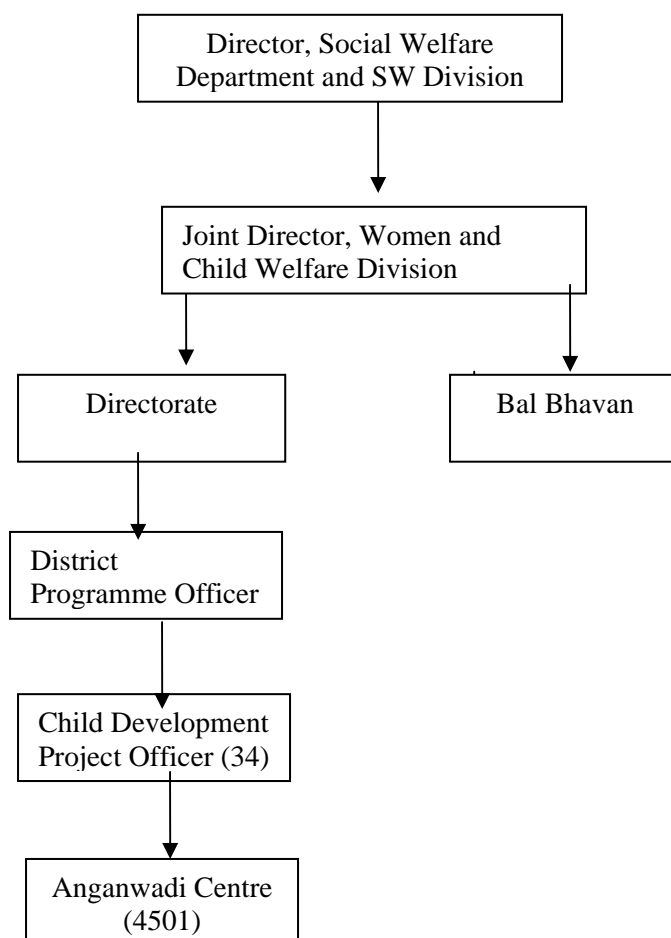 Director, Social Welfare
Department and SW Division
Joint Director, Women and
Child Welfare Division
Directorate
Bal Bhavan
District
Programme Officer
Child Development
Project Officer (34)
Anganwadi Centre
(4501)